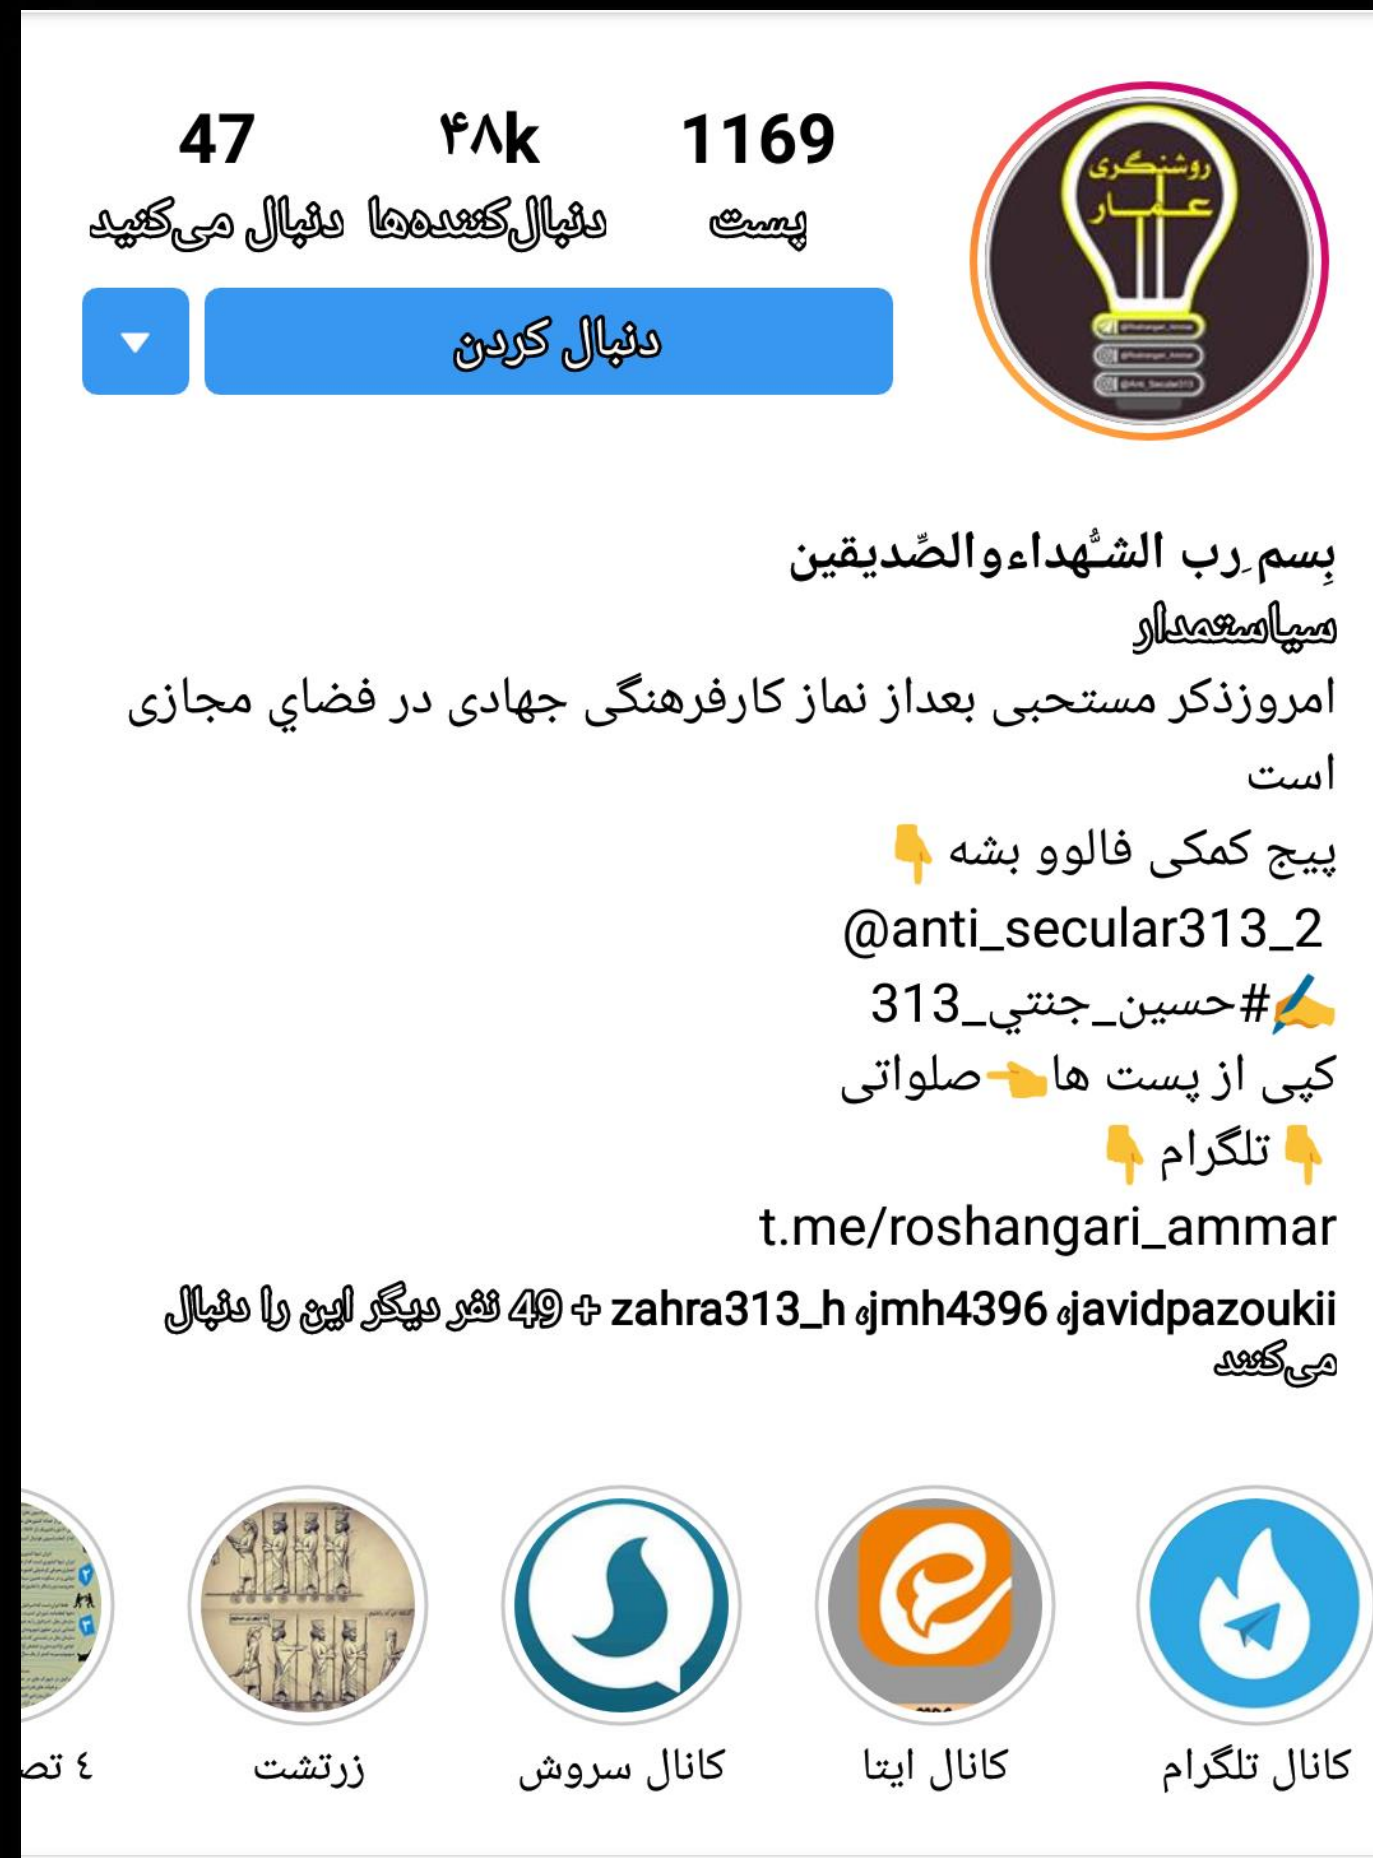 1169
۴۸k
47
پست
دنبال‌کننده‌ها
دنبال می‌کنید
دنبال کردن
روشنگری
عمار
بِسمِ رب الشُّهداءوالصِّدیقین
سیاستمدار
امروزذکر مستحبی بعداز نماز کارفرهنگی جهادی در فضاي مجازی
است
پیج کمکی فالوو بشه 👇
@anti_secular313_2
✍️#حسین_جنتي_313
کپی از پست ها👈صلواتی
👇 تلگرام 👇
t.me/roshangari_ammar
javidpazoukii، jmh4396، zahra313_h + 49 نفر دیگر این را دنبال
می‌کنند
کانال تلگرام
کانال ایتا
کانال سروش
زرتشت
٤ تص